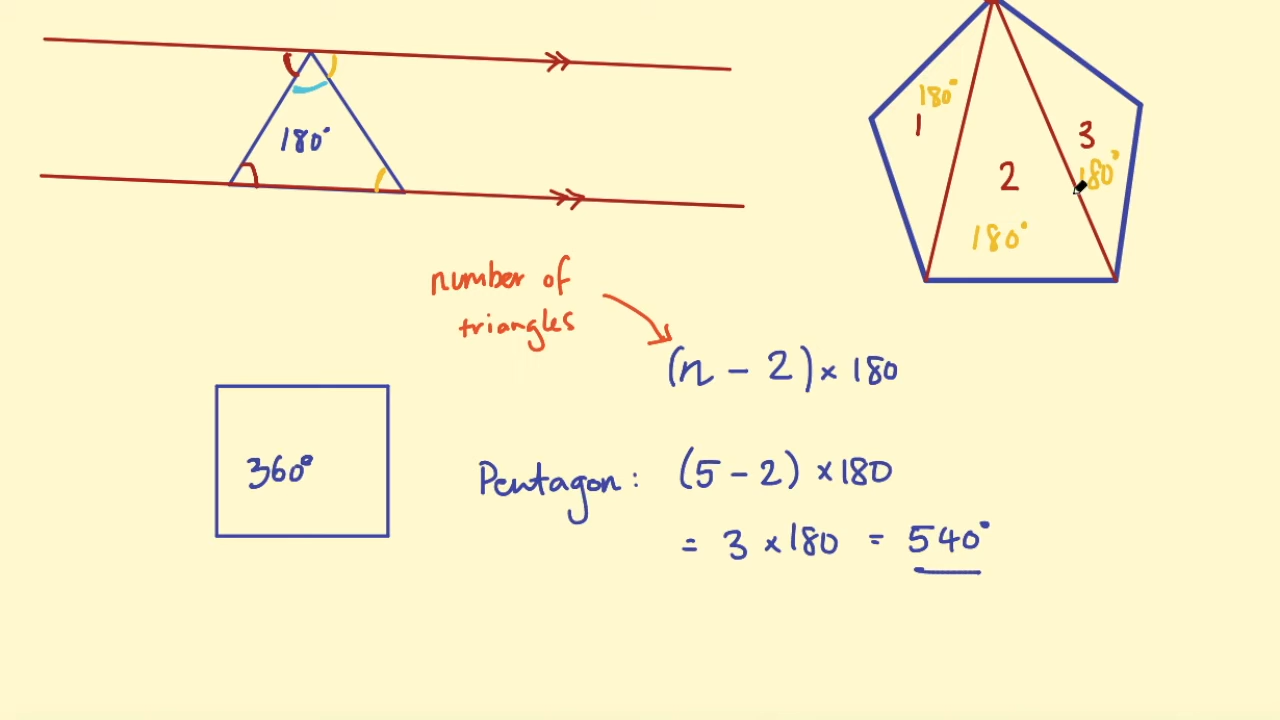 180°
180°
1
2
180°
3
180°
number of
triangles
(n - 2) × 180
360°
Pentagon: (5 - 2) × 180
= 3 × 180 = 540°